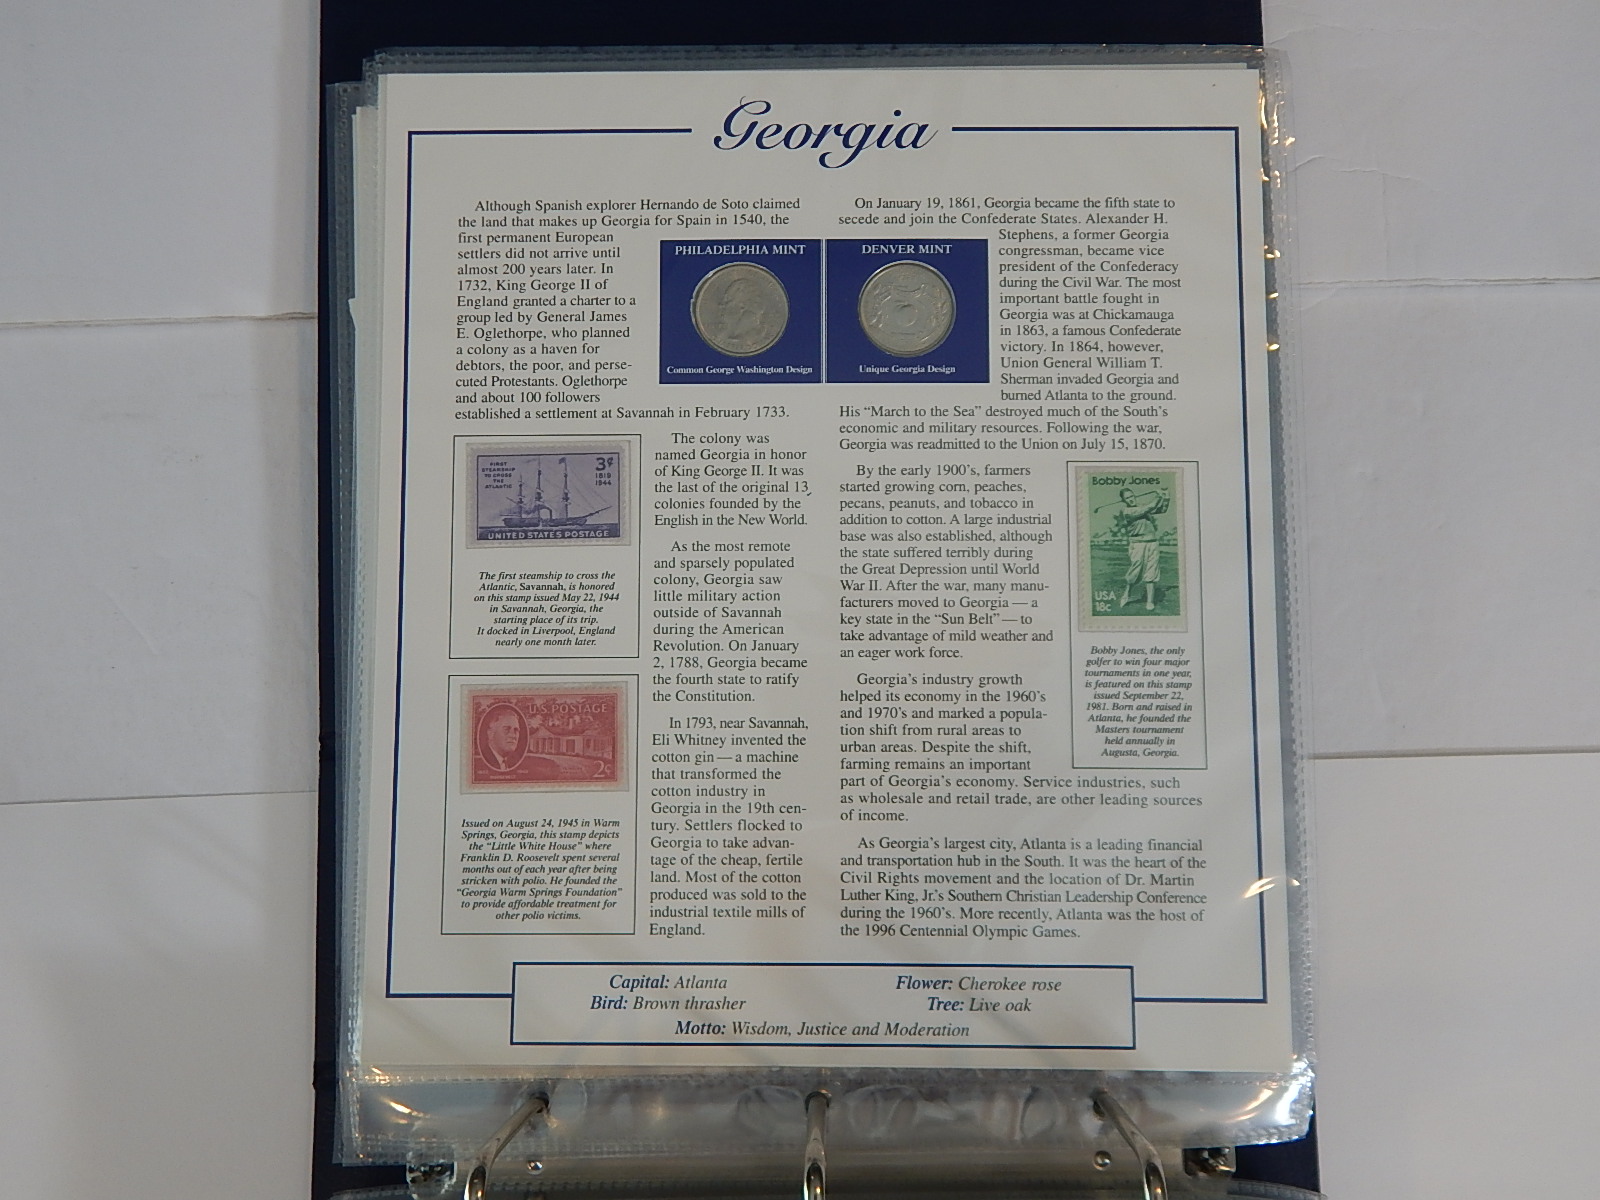 Georgia
Although Spanish explorer Hernando de Soto claimed
the land that makes up Georgia for Spain in 1540, the
first permanent European
settlers did not arrive until
almost 200 years later. In
1732, King George II of
England granted a charter to a
group led by General James
E. Oglethorpe, who planned
a colony as a haven for
debtors, the poor, and perse-
cuted Protestants. Oglethorpe
and about 100 followers
established a settlement at Savannah in February 1733.
PHILADELPHIA MINT
Common George Washington Design
DENVER MINT
Unique Georgia Design
FIRST
STEAMSHIP
TO CROSS
THE
ATLANTIC
3¢
1819
1944
UNITED STATES POSTAGE
The first steamship to cross the
Atlantic, Savannah, is honored
on this stamp issued May 22, 1944
in Savannah, Georgia, the
starting place of its trip.
It docked in Liverpool, England
nearly one month later.
U.S. POSTAGE
2¢
ROOSEVELT
Issued on August 24, 1945 in Warm
Springs, Georgia, this stamp depicts
the "Little White House" where
Franklin D. Roosevelt spent several
months out of each year after being
stricken with polio. He founded the
"Georgia Warm Springs Foundation"
to provide affordable treatment for
other polio victims.
The colony was
named Georgia in honor
of King George II. It was
the last of the original 13
colonies founded by the
English in the New World.
As the most remote
and sparsely populated
colony, Georgia saw
little military action
outside of Savannah
during the American
Revolution. On January
2, 1788, Georgia became
the fourth state to ratify
the Constitution.
In 1793, near Savannah,
Eli Whitney invented the
cotton gin — a machine
that transformed the
cotton industry in
Georgia in the 19th cen-
tury. Settlers flocked to
Georgia to take advan-
tage of the cheap, fertile
land. Most of the cotton
produced was sold to the
industrial textile mills of
England.
On January 19, 1861, Georgia became the fifth state to
secede and join the Confederate States. Alexander H.
Stephens, a former Georgia
congressman, became vice
president of the Confederacy
during the Civil War. The most
important battle fought in
Georgia was at Chickamauga
in 1863, a famous Confederate
victory. In 1864, however,
Union General William T.
Sherman invaded Georgia and
burned Atlanta to the ground.
His "March to the Sea" destroyed much of the South's
economic and military resources. Following the war,
Georgia was readmitted to the Union on July 15, 1870.
By the early 1900's, farmers
started growing corn, peaches,
pecans, peanuts, and tobacco in
addition to cotton. A large industrial
base was also established, although
the state suffered terribly during
the Great Depression until World
War II. After the war, many manu-
facturers moved to Georgia — a
key state in the "Sun Belt" — to
take advantage of mild weather and
an eager work force.
Georgia's industry growth
helped its economy in the 1960's
and 1970's and marked a popula-
tion shift from rural areas to
urban areas. Despite the shift,
farming remains an important
part of Georgia's economy. Service industries, such
as wholesale and retail trade, are other leading sources
of income.
As Georgia's largest city, Atlanta is a leading financial
and transportation hub in the South. It was the heart of the
Civil Rights movement and the location of Dr. Martin
Luther King, Jr.'s Southern Christian Leadership Conference
during the 1960's. More recently, Atlanta was the host of
the 1996 Centennial Olympic Games.
Bobby Jones
USA
18c
Bobby Jones, the only
golfer to win four major
tournaments in one year,
is featured on this stamp
issued September 22,
1981. Born and raised in
Atlanta, he founded the
Masters tournament
held annually in
Augusta, Georgia.
Capital: Atlanta
Flower: Cherokee rose
Bird: Brown thrasher
Tree: Live oak
Motto: Wisdom, Justice and Moderation